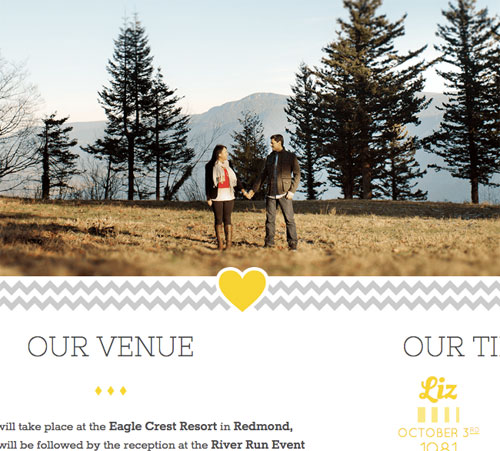 OUR VENUE
will take place at the Eagle Crest Resort in Redmond,
will be followed by the reception at the River Run Event
OUR TI
Liz
OCTOBER 3RD
1981